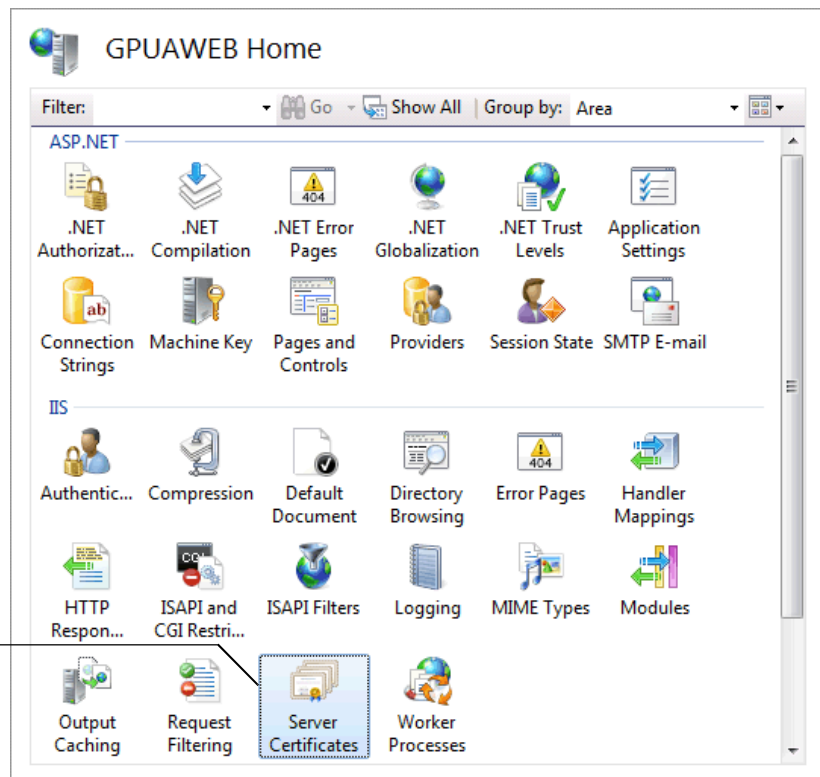 GPUAWEB Home
Filter: Go Show All Group by: Area
ASP.NET
.NET Authorizat...
.NET Compilation
.NET Error Pages
.NET Globalization
.NET Trust Levels
Application Settings
Connection Strings
Machine Key
Pages and Controls
Providers
Session State
SMTP E-mail
IIS
Authentic...
Compression
Default Document
Directory Browsing
Error Pages
Handler Mappings
HTTP Respon...
ISAPI and CGI Restri...
ISAPI Filters
Logging
MIME Types
Modules
Output Caching
Request Filtering
Server Certificates
Worker Processes
404
ab
404
CGI